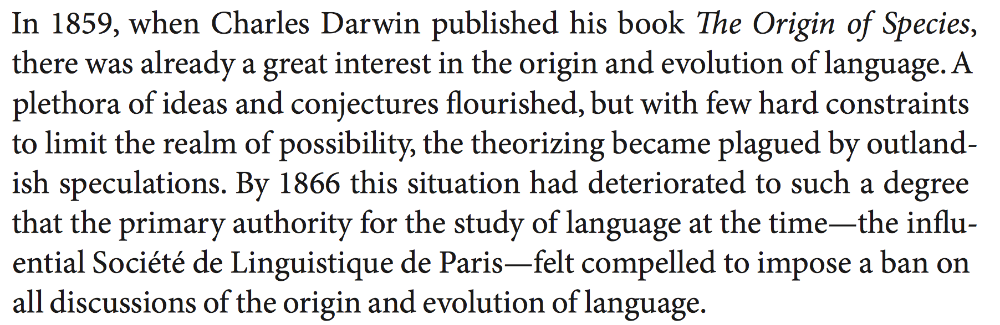 In 1859, when Charles Darwin published his book The Origin of Species,
there was already a great interest in the origin and evolution of language. A
plethora of ideas and conjectures flourished, but with few hard constraints
to limit the realm of possibility, the theorizing became plagued by outland-
ish speculations. By 1866 this situation had deteriorated to such a degree
that the primary authority for the study of language at the time—the influ-
ential Société de Linguistique de Paris—felt compelled to impose a ban on
all discussions of the origin and evolution of language.